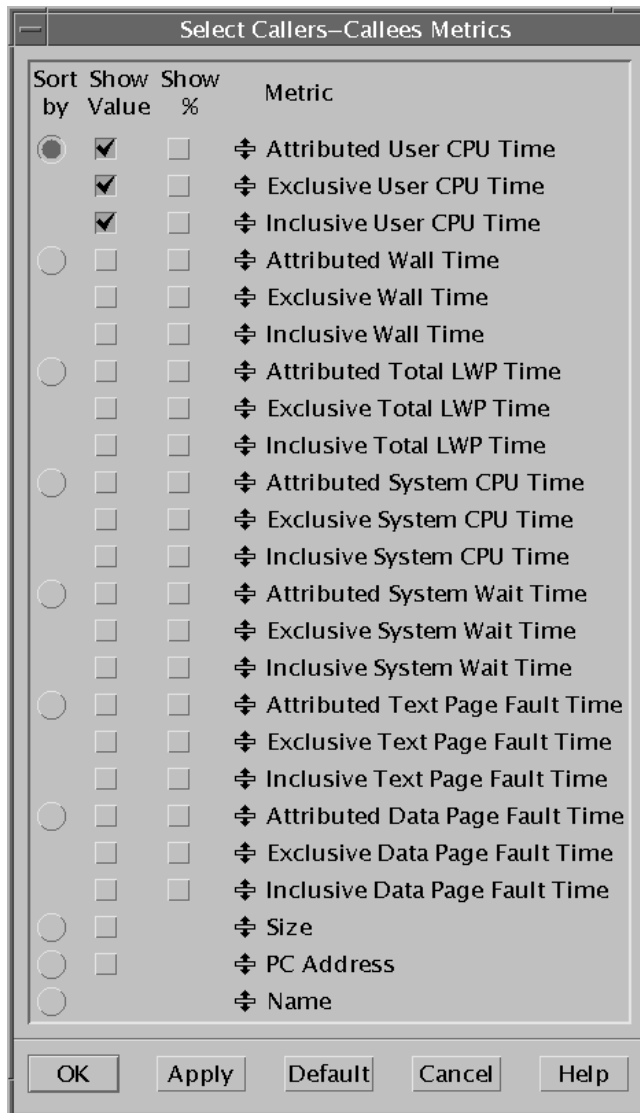 Select Callers–Callees Metrics
Sort Show Show
by Value % Metric
Attributed User CPU Time
Exclusive User CPU Time
Inclusive User CPU Time
Attributed Wall Time
Exclusive Wall Time
Inclusive Wall Time
Attributed Total LWP Time
Exclusive Total LWP Time
Inclusive Total LWP Time
Attributed System CPU Time
Exclusive System CPU Time
Inclusive System CPU Time
Attributed System Wait Time
Exclusive System Wait Time
Inclusive System Wait Time
Attributed Text Page Fault Time
Exclusive Text Page Fault Time
Inclusive Text Page Fault Time
Attributed Data Page Fault Time
Exclusive Data Page Fault Time
Inclusive Data Page Fault Time
Size
PC Address
Name
OK Apply Default Cancel Help